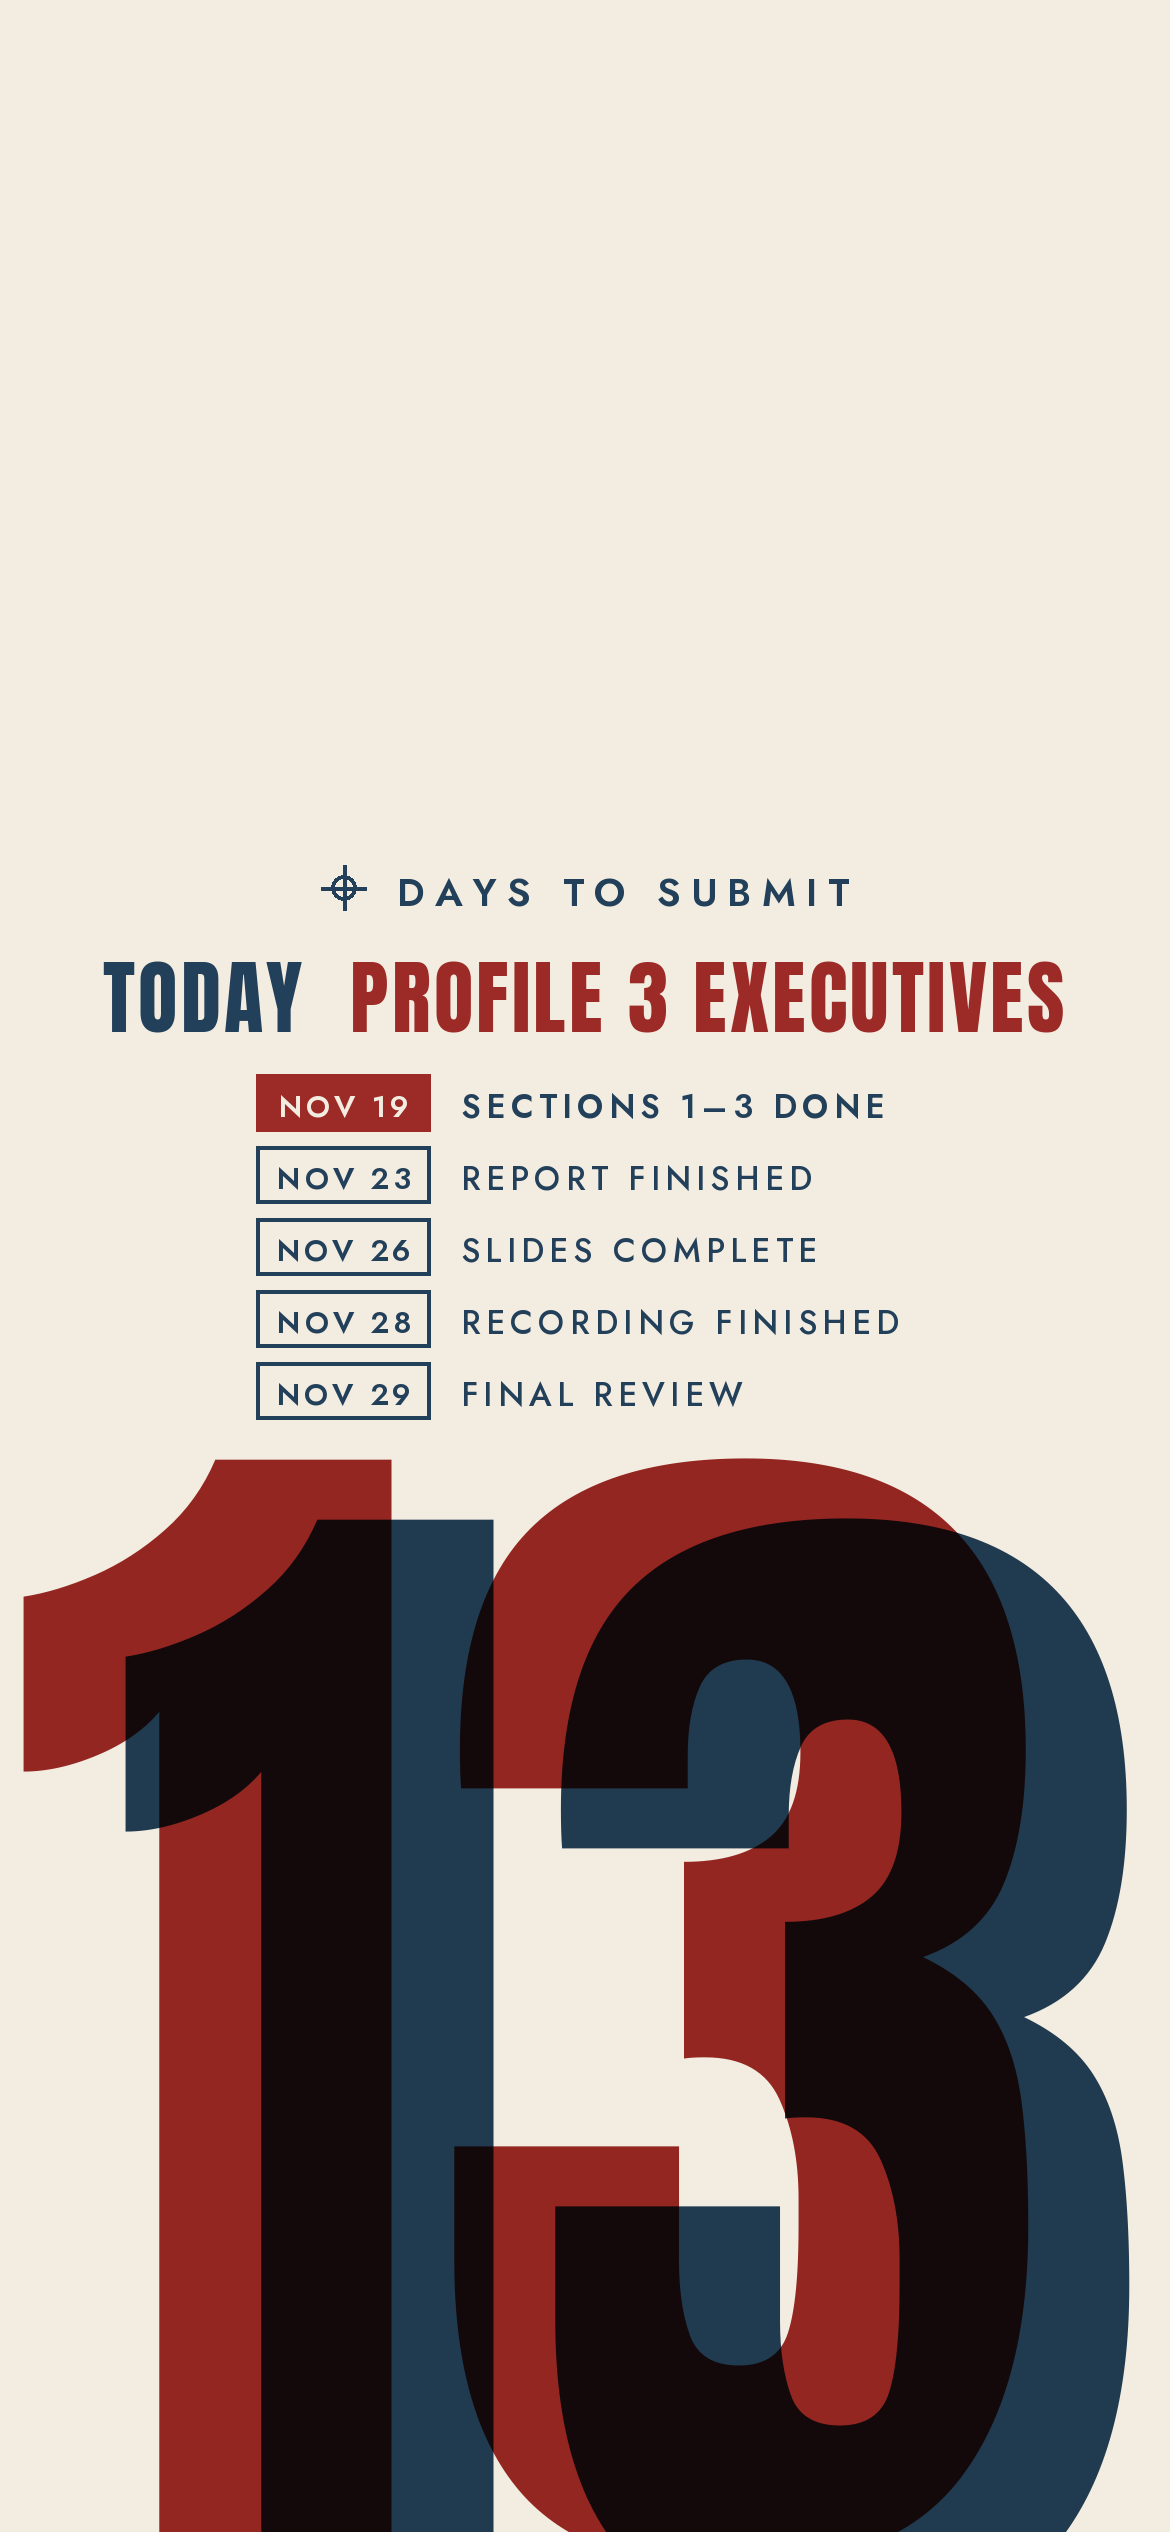 DAYS TO SUBMIT
TODAY PROFILE 3 EXECUTIVES
NOV 19 SECTIONS 1–3 DONE
NOV 23 REPORT FINISHED
NOV 26 SLIDES COMPLETE
NOV 28 RECORDING FINISHED
NOV 29 FINAL REVIEW
13